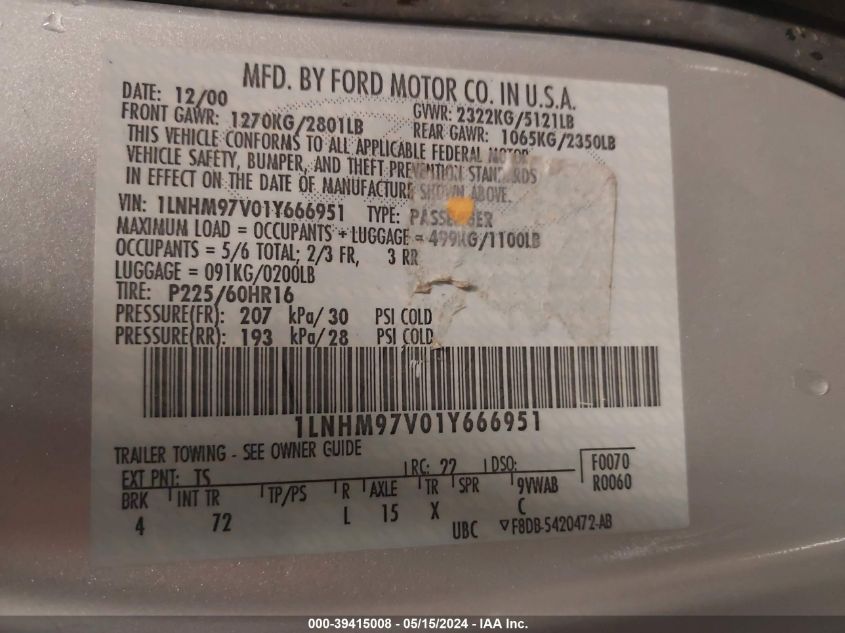 MFD. BY FORD MOTOR CO. IN U.S.A.
DATE: 12/00 GVWR: 2322KG/5121LB
FRONT GAWR: 1270KG/2801LB REAR GAWR: 1065KG/2350LB
THIS VEHICLE CONFORMS TO ALL APPLICABLE FEDERAL MOTOR
VEHICLE SAFETY, BUMPER, AND THEFT PREVENTION STANDARDS
IN EFFECT ON THE DATE OF MANUFACTURE SHOWN ABOVE.
VIN: 1LNHM97V01Y666951 TYPE: PASSENGER
MAXIMUM LOAD = OCCUPANTS + LUGGAGE = 499KG/1100LB
OCCUPANTS = 5/6 TOTAL; 2/3 FR, 3 RR
LUGGAGE = 091KG/0200LB
TIRE: P225/60HR16
PRESSURE(FR): 207 kPa/30 PSI COLD
PRESSURE(RR): 193 kPa/28 PSI COLD
1LNHM97V01Y666951
TRAILER TOWING - SEE OWNER GUIDE
EXT PNT: TS RC: 22 DSO: F0070
BRK INT TR TP/PS R AXLE TR SPR 9VWAB R0060
4 72 L 15 X C
UBC ▽F8DB-5420472-AB
000-39415008 - 05/15/2024 - IAA Inc.